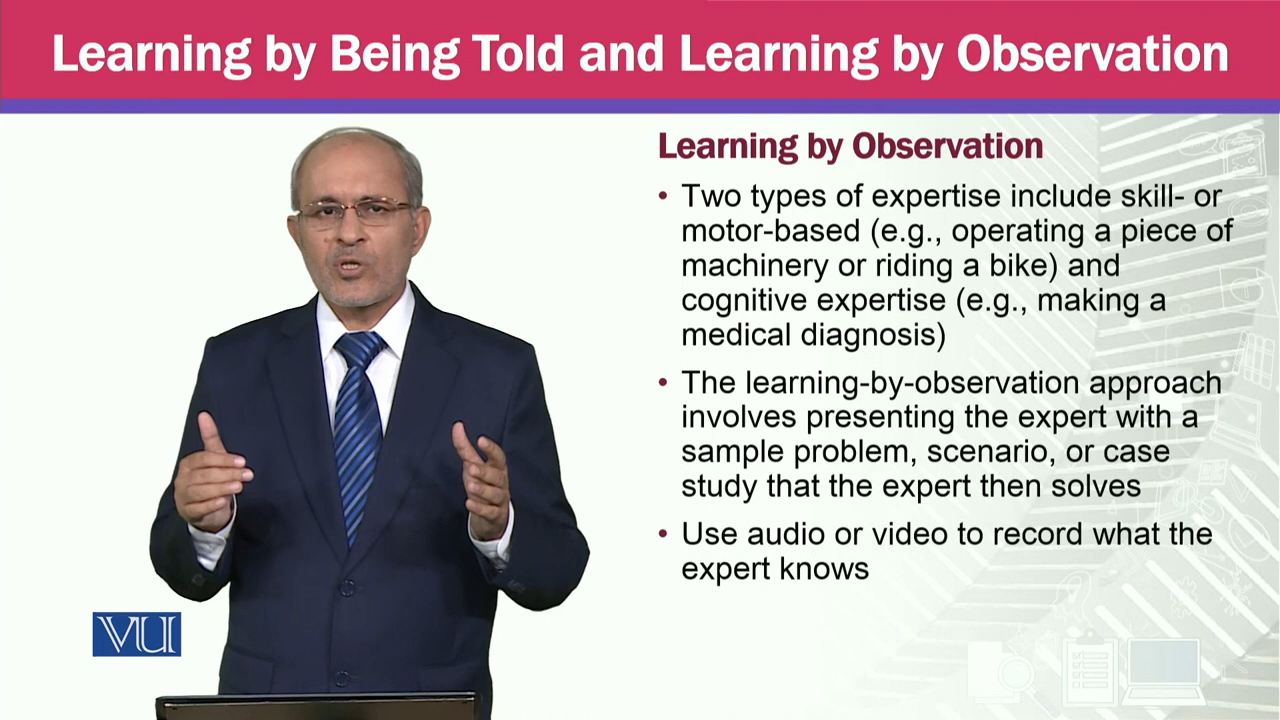 Learning by Being Told and Learning by Observation
Learning by Observation
• Two types of expertise include skill- or
motor-based (e.g., operating a piece of
machinery or riding a bike) and
cognitive expertise (e.g., making a
medical diagnosis)
• The learning-by-observation approach
involves presenting the expert with a
sample problem, scenario, or case
study that the expert then solves
• Use audio or video to record what the
expert knows
VU